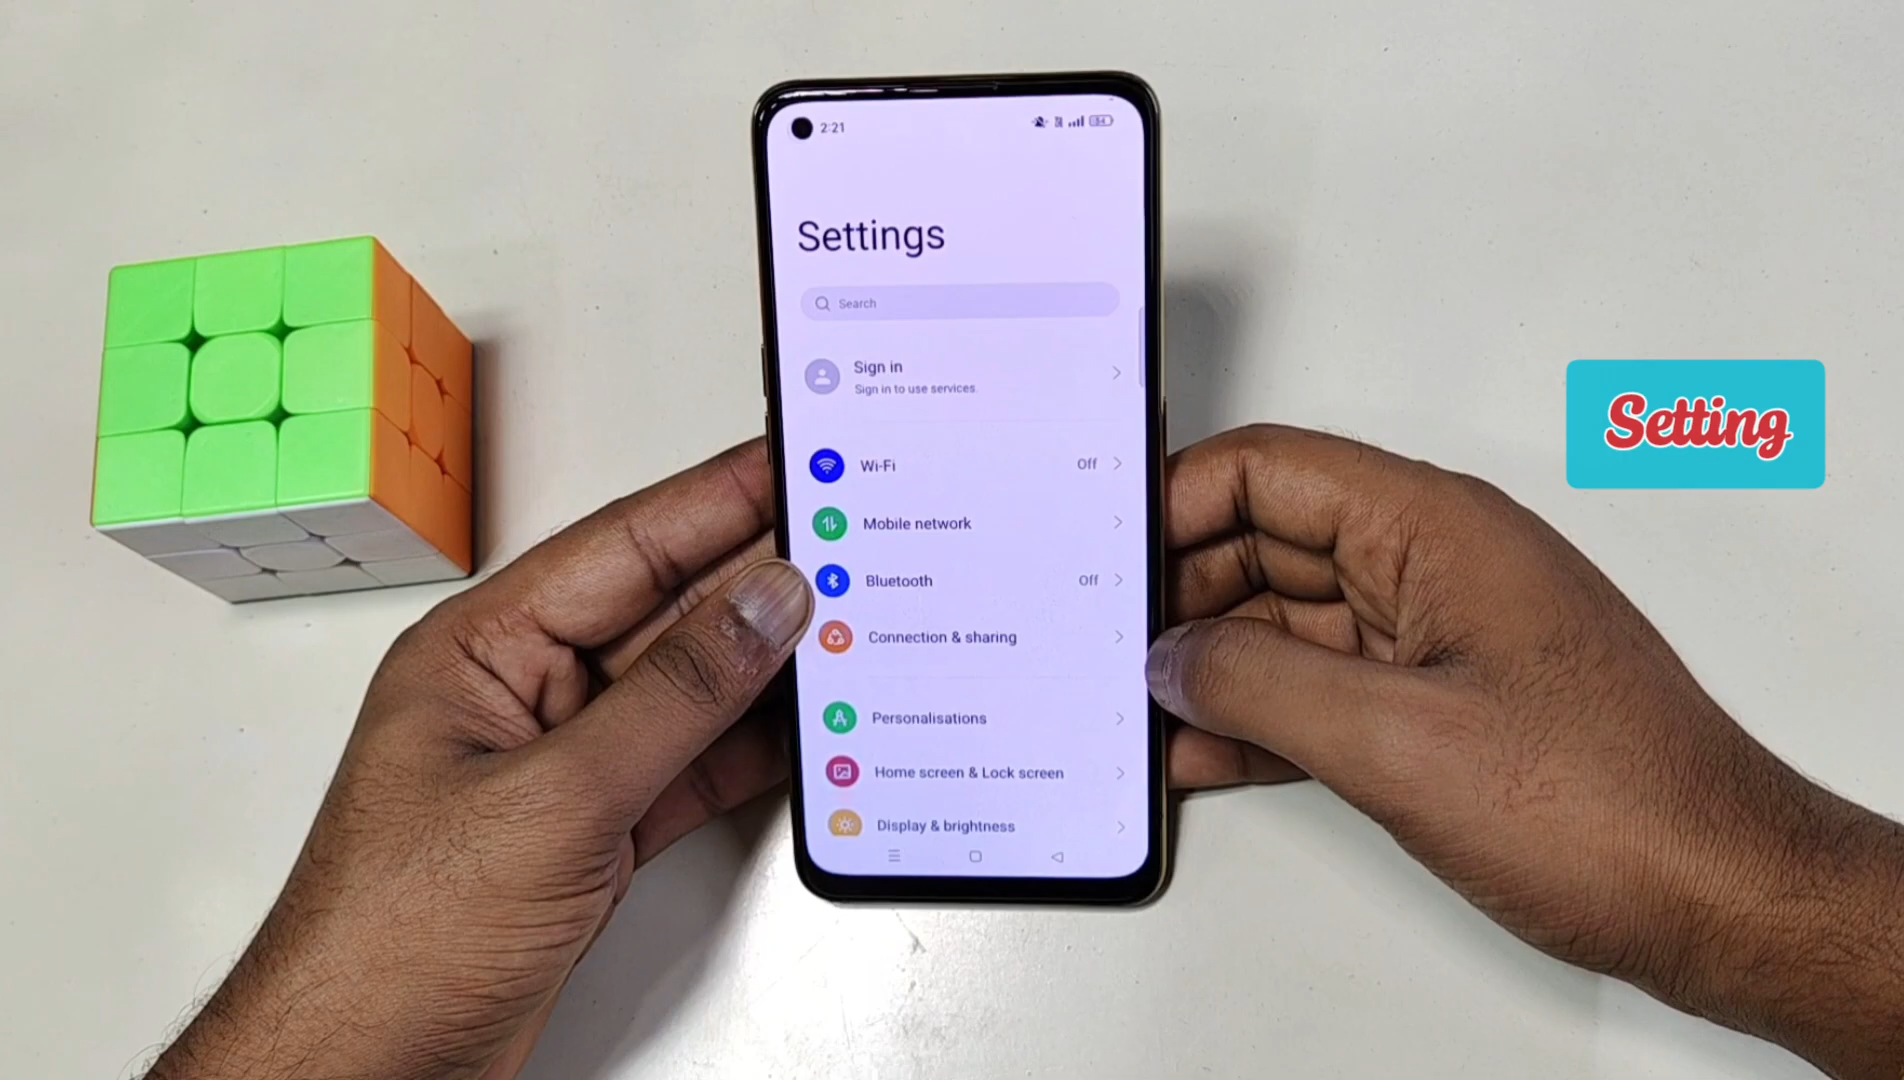 2:21
54
Settings
Search
Sign in
Sign in to use services.
Wi-Fi Off
Mobile network
Bluetooth Off
Connection & sharing
Personalisations
Home screen & Lock screen
Display & brightness
Setting